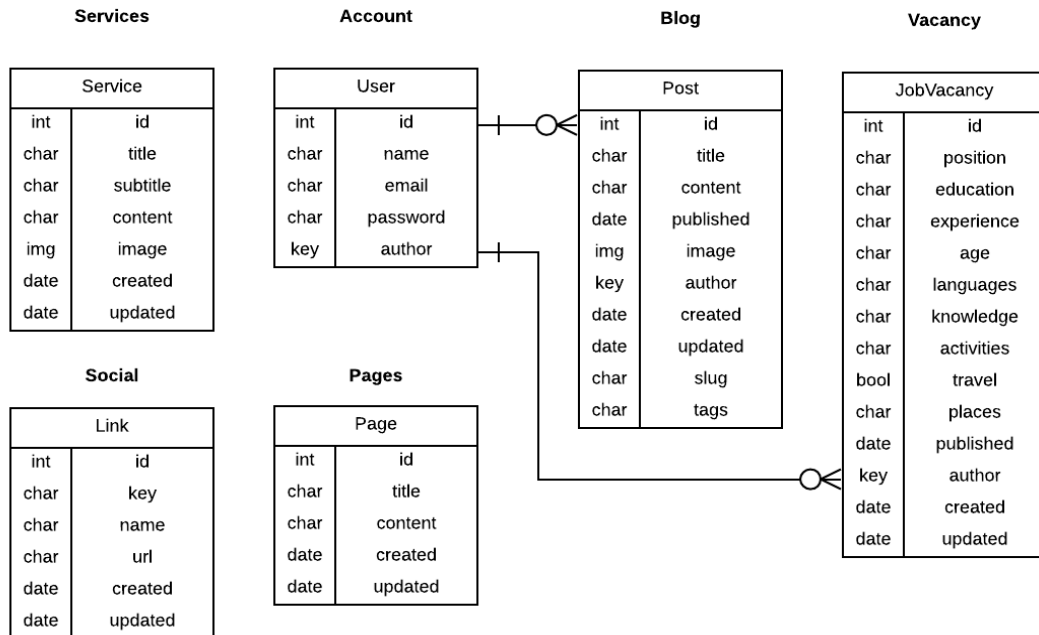 Services
Service
int id
char title
char subtitle
char content
img image
date created
date updated
Account
User
int id
char name
char email
char password
key author
Blog
Post
int id
char title
char content
date published
img image
key author
date created
date updated
char slug
char tags
Vacancy
JobVacancy
int id
char position
char education
char experience
char age
char languages
char knowledge
char activities
bool travel
char places
date published
key author
date created
date updated
Social
Link
int id
char key
char name
char url
date created
date updated
Pages
Page
int id
char title
char content
date created
date updated